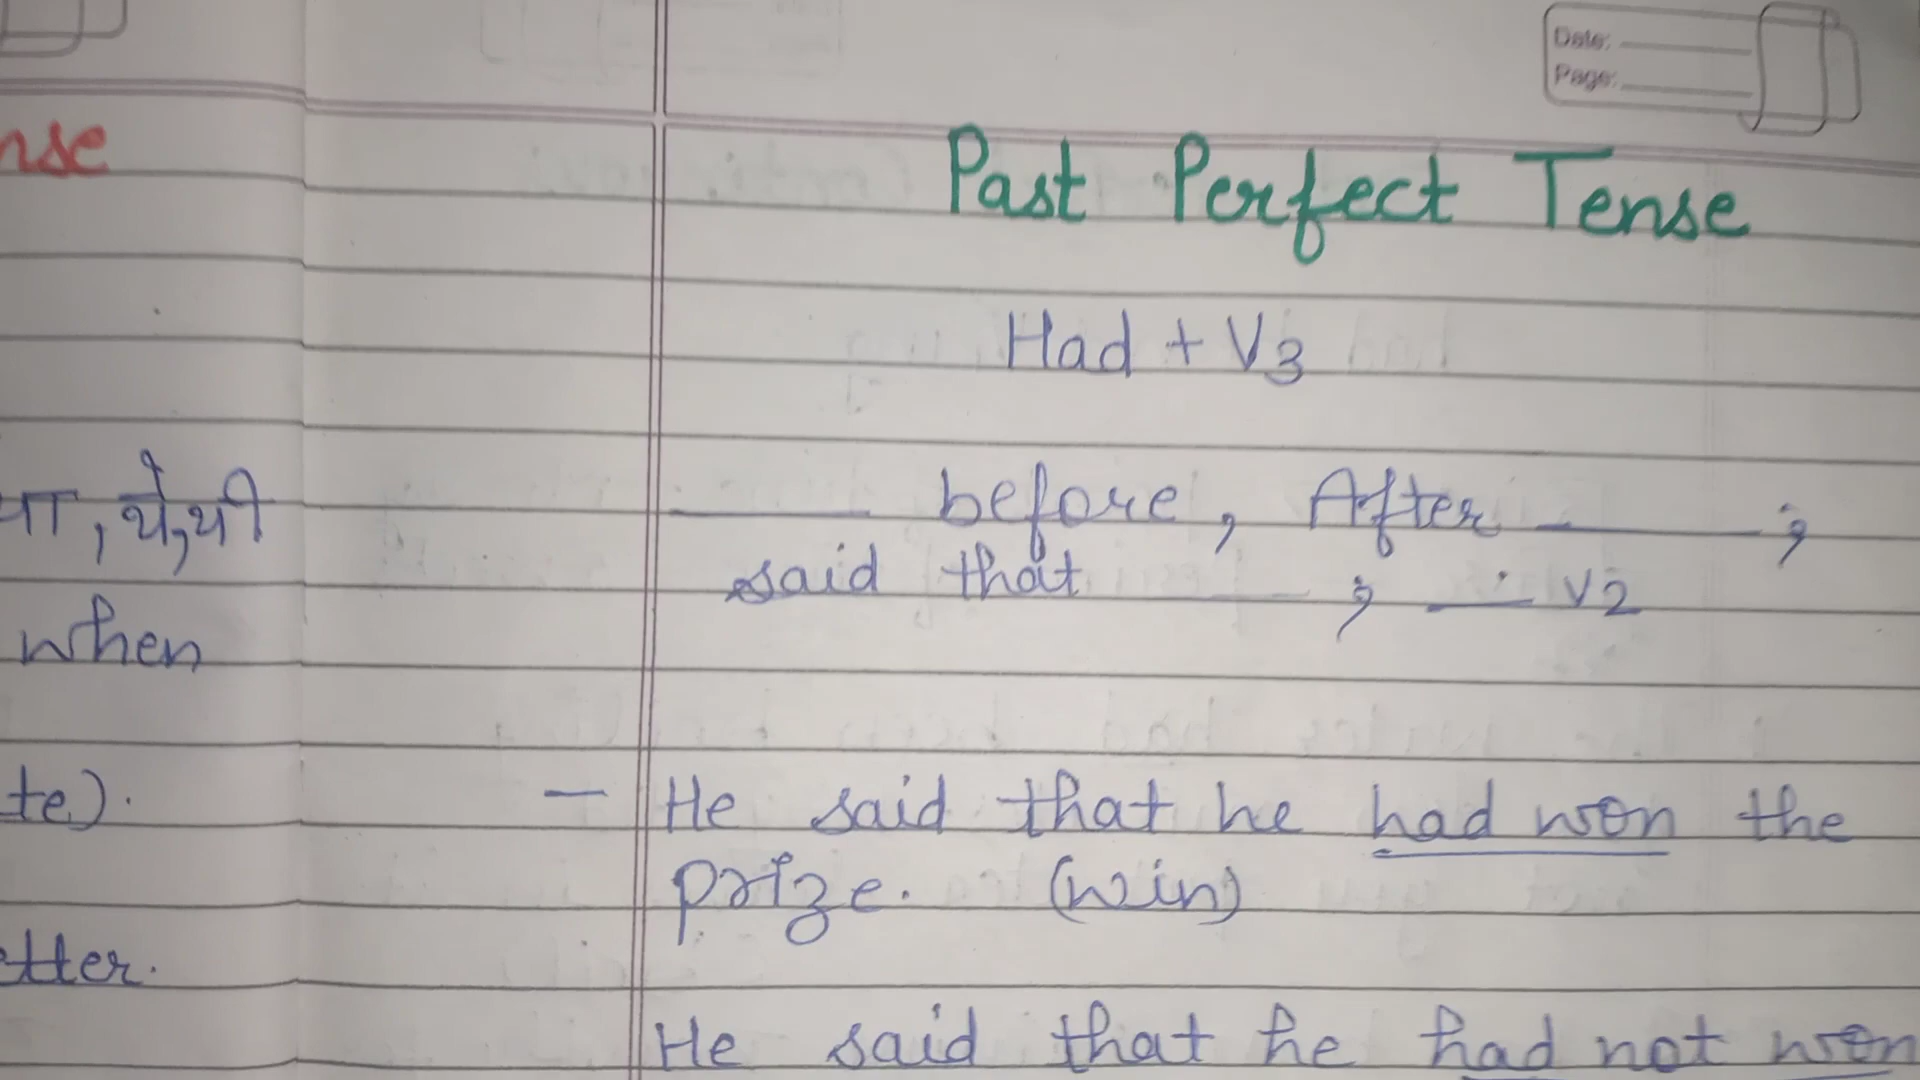 Date:
Page:
Past Perfect Tense
Had + V3
before, After ;
said that ; V2
- He said that he had won the
prize. (win)
He said that he had not won
nse
था, थे, थी
when
te).
etter.